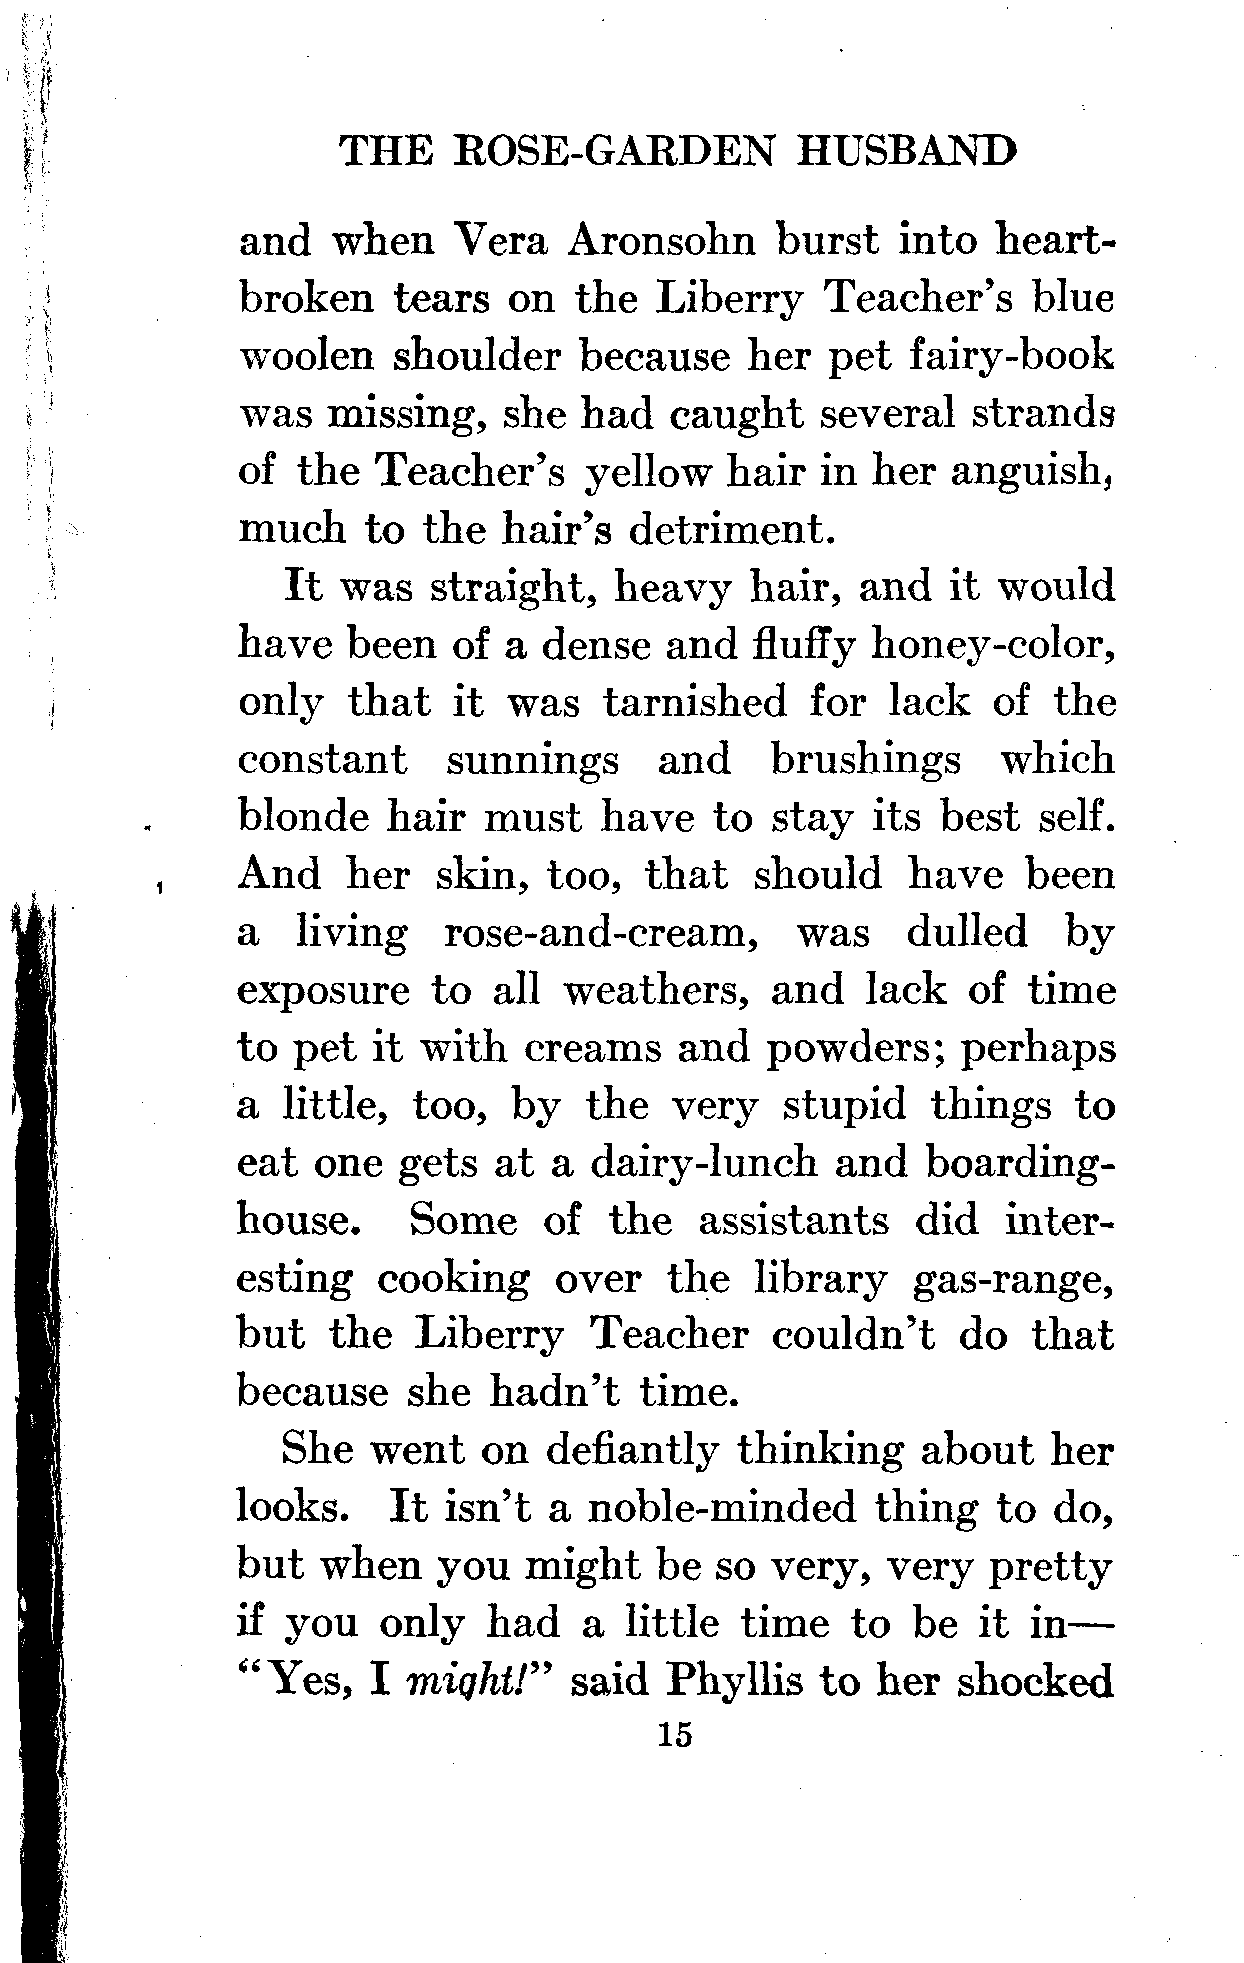 THE ROSE-GARDEN HUSBAND
and when Vera Aronsohn burst into heart-
broken tears on the Liberry Teacher's blue
woolen shoulder because her pet fairy-book
was missing, she had caught several strands
of the Teacher's yellow hair in her anguish,
much to the hair's detriment.
It was straight, heavy hair, and it would
have been of a dense and fluffy honey-color,
only that it was tarnished for lack of the
constant sunnings and brushings which
blonde hair must have to stay its best self.
And her skin, too, that should have been
a living rose-and-cream, was dulled by
exposure to all weathers, and lack of time
to pet it with creams and powders; perhaps
a little, too, by the very stupid things to
eat one gets at a dairy-lunch and boarding-
house. Some of the assistants did inter-
esting cooking over the library gas-range,
but the Liberry Teacher couldn't do that
because she hadn't time.
She went on defiantly thinking about her
looks. It isn't a noble-minded thing to do,
but when you might be so very, very pretty
if you only had a little time to be it in—
“Yes, I might!” said Phyllis to her shocked
15